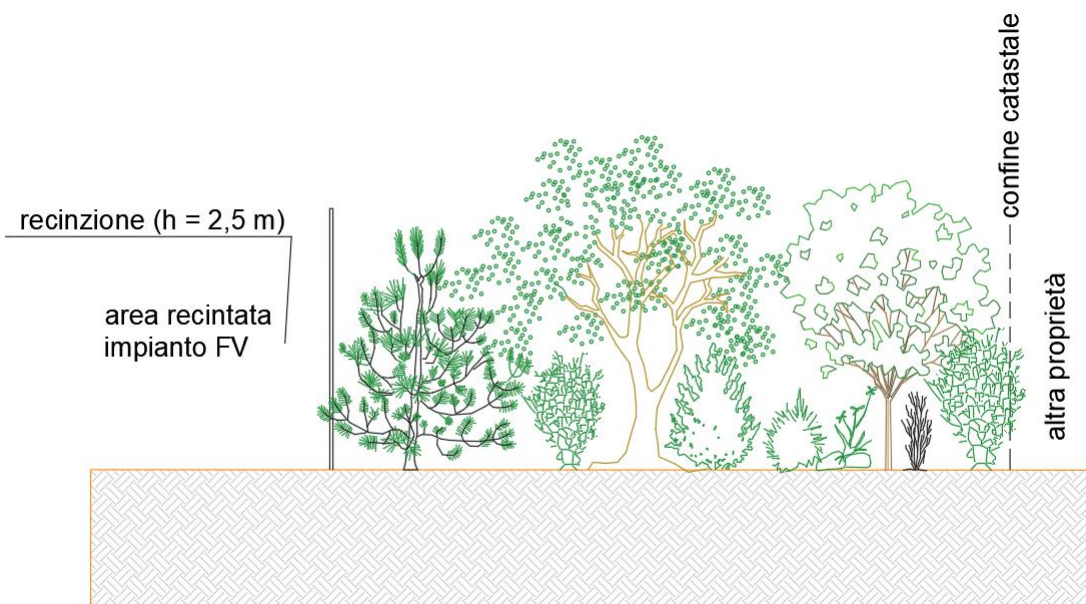 recinzione (h = 2,5 m)
area recintata
impianto FV
confine catastale
altra proprietà